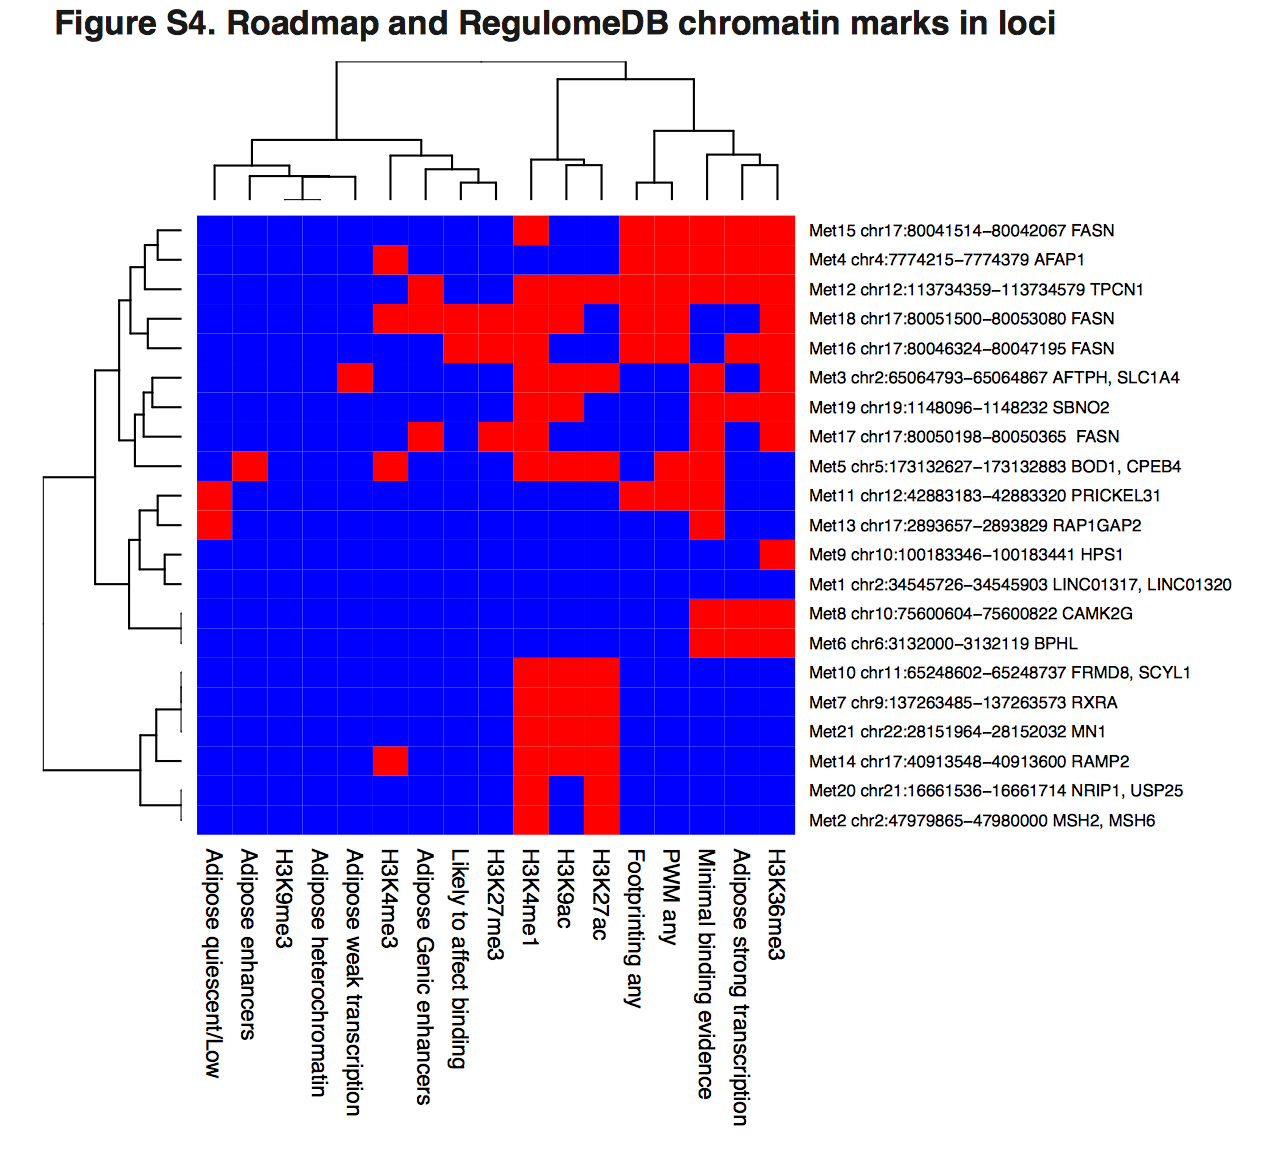 Figure S4. Roadmap and RegulomeDB chromatin marks in loci
Met15 chr17:80041514−80042067 FASN
Met4 chr4:7774215−7774379 AFAP1
Met12 chr12:113734359−113734579 TPCN1
Met18 chr17:80051500−80053080 FASN
Met16 chr17:80046324−80047195 FASN
Met3 chr2:65064793−65064867 AFTPH, SLC1A4
Met19 chr19:1148096−1148232 SBNO2
Met17 chr17:80050198−80050365  FASN
Met5 chr5:173132627−173132883 BOD1, CPEB4
Met11 chr12:42883183−42883320 PRICKEL31
Met13 chr17:2893657−2893829 RAP1GAP2
Met9 chr10:100183346−100183441 HPS1
Met1 chr2:34545726−34545903 LINC01317, LINC01320
Met8 chr10:75600604−75600822 CAMK2G
Met6 chr6:3132000−3132119 BPHL
Met10 chr11:65248602−65248737 FRMD8, SCYL1
Met7 chr9:137263485−137263573 RXRA
Met21 chr22:28151964−28152032 MN1
Met14 chr17:40913548−40913600 RAMP2
Met20 chr21:16661536−16661714 NRIP1, USP25
Met2 chr2:47979865−47980000 MSH2, MSH6
Adipose quiescent/Low
Adipose enhancers
H3K9me3
Adipose heterochromatin
Adipose weak transcription
H3K4me3
Adipose Genic enhancers
Likely to affect binding
H3K27me3
H3K4me1
H3K9ac
H3K27ac
Footprinting any
PWM any
Minimal binding evidence
Adipose strong transcription
H3K36me3